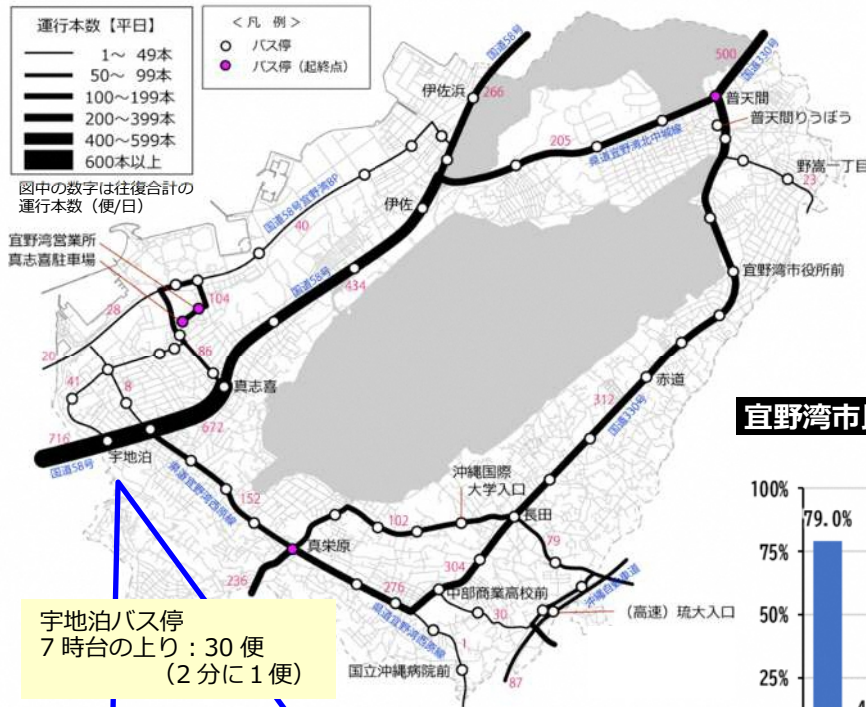 運行本数【平日】
1～ 49本
50～ 99本
100～199本
200～399本
400～599本
600本以上
図中の数字は往復合計の
運行本数（便/日）
＜ 凡 例 ＞
バス停
バス停（起終点）
国道58号
266
伊佐浜
500
国道330号
普天間
普天間りうぼう
205
県道宜野湾北中城線
野嵩一丁目
23
国道58号宜野湾BP
40
伊佐
宜野湾営業所
真志喜駐車場
宜野湾市役所前
国道58号
434
104
28
20
86
41
8
真志喜
赤道
312
国道330号
716
672
国道58号
宇地泊
県道宜野湾西原線
152
沖縄国際
大学入口
102
長田
79
真栄原
236
304
276
中部商業高校前
30
沖縄自動車道
（高速）琉大入口
県道宜野湾西原線
1
国立沖縄病院前
87
宇地泊バス停
7 時台の上り：30 便
（2 分に 1 便）
宜野湾市
100%
79.0%
75%
50%
25%